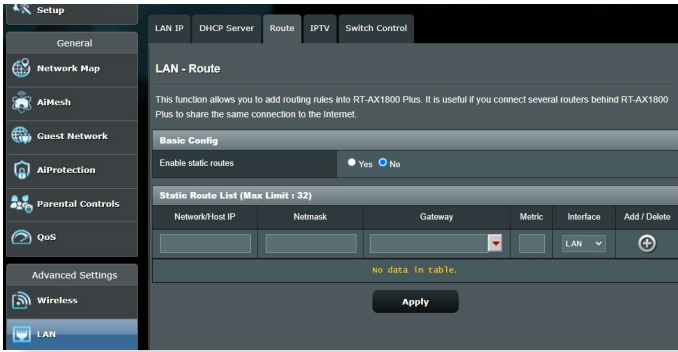 Setup
General
Network Map
AiMesh
Guest Network
AiProtection
Parental Controls
QoS
Advanced Settings
Wireless
LAN
LAN IP DHCP Server Route IPTV Switch Control
LAN - Route
This function allows you to add routing rules into RT-AX1800 Plus. It is useful if you connect several routers behind RT-AX1800
Plus to share the same connection to the Internet.
Basic Config
Enable static routes Yes No
Static Route List (Max Limit : 32)
Network/Host IP Netmask Gateway Metric Interface Add / Delete
LAN
No data in table.
Apply